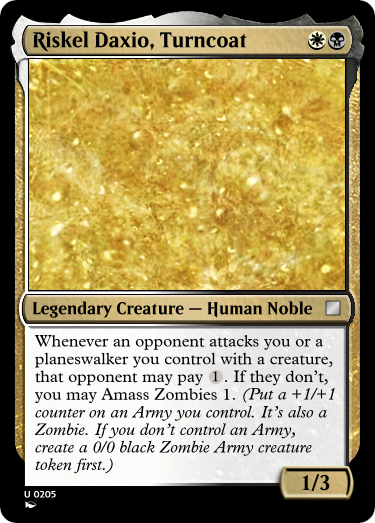 Riskel Daxio, Turncoat
Legendary Creature — Human Noble
Whenever an opponent attacks you or a
planeswalker you control with a creature,
that opponent may pay 1. If they don't,
you may Amass Zombies 1. (Put a +1/+1
counter on an Army you control. It's also a
Zombie. If you don't control an Army,
create a 0/0 black Zombie Army creature
token first.)
1/3
U 0205